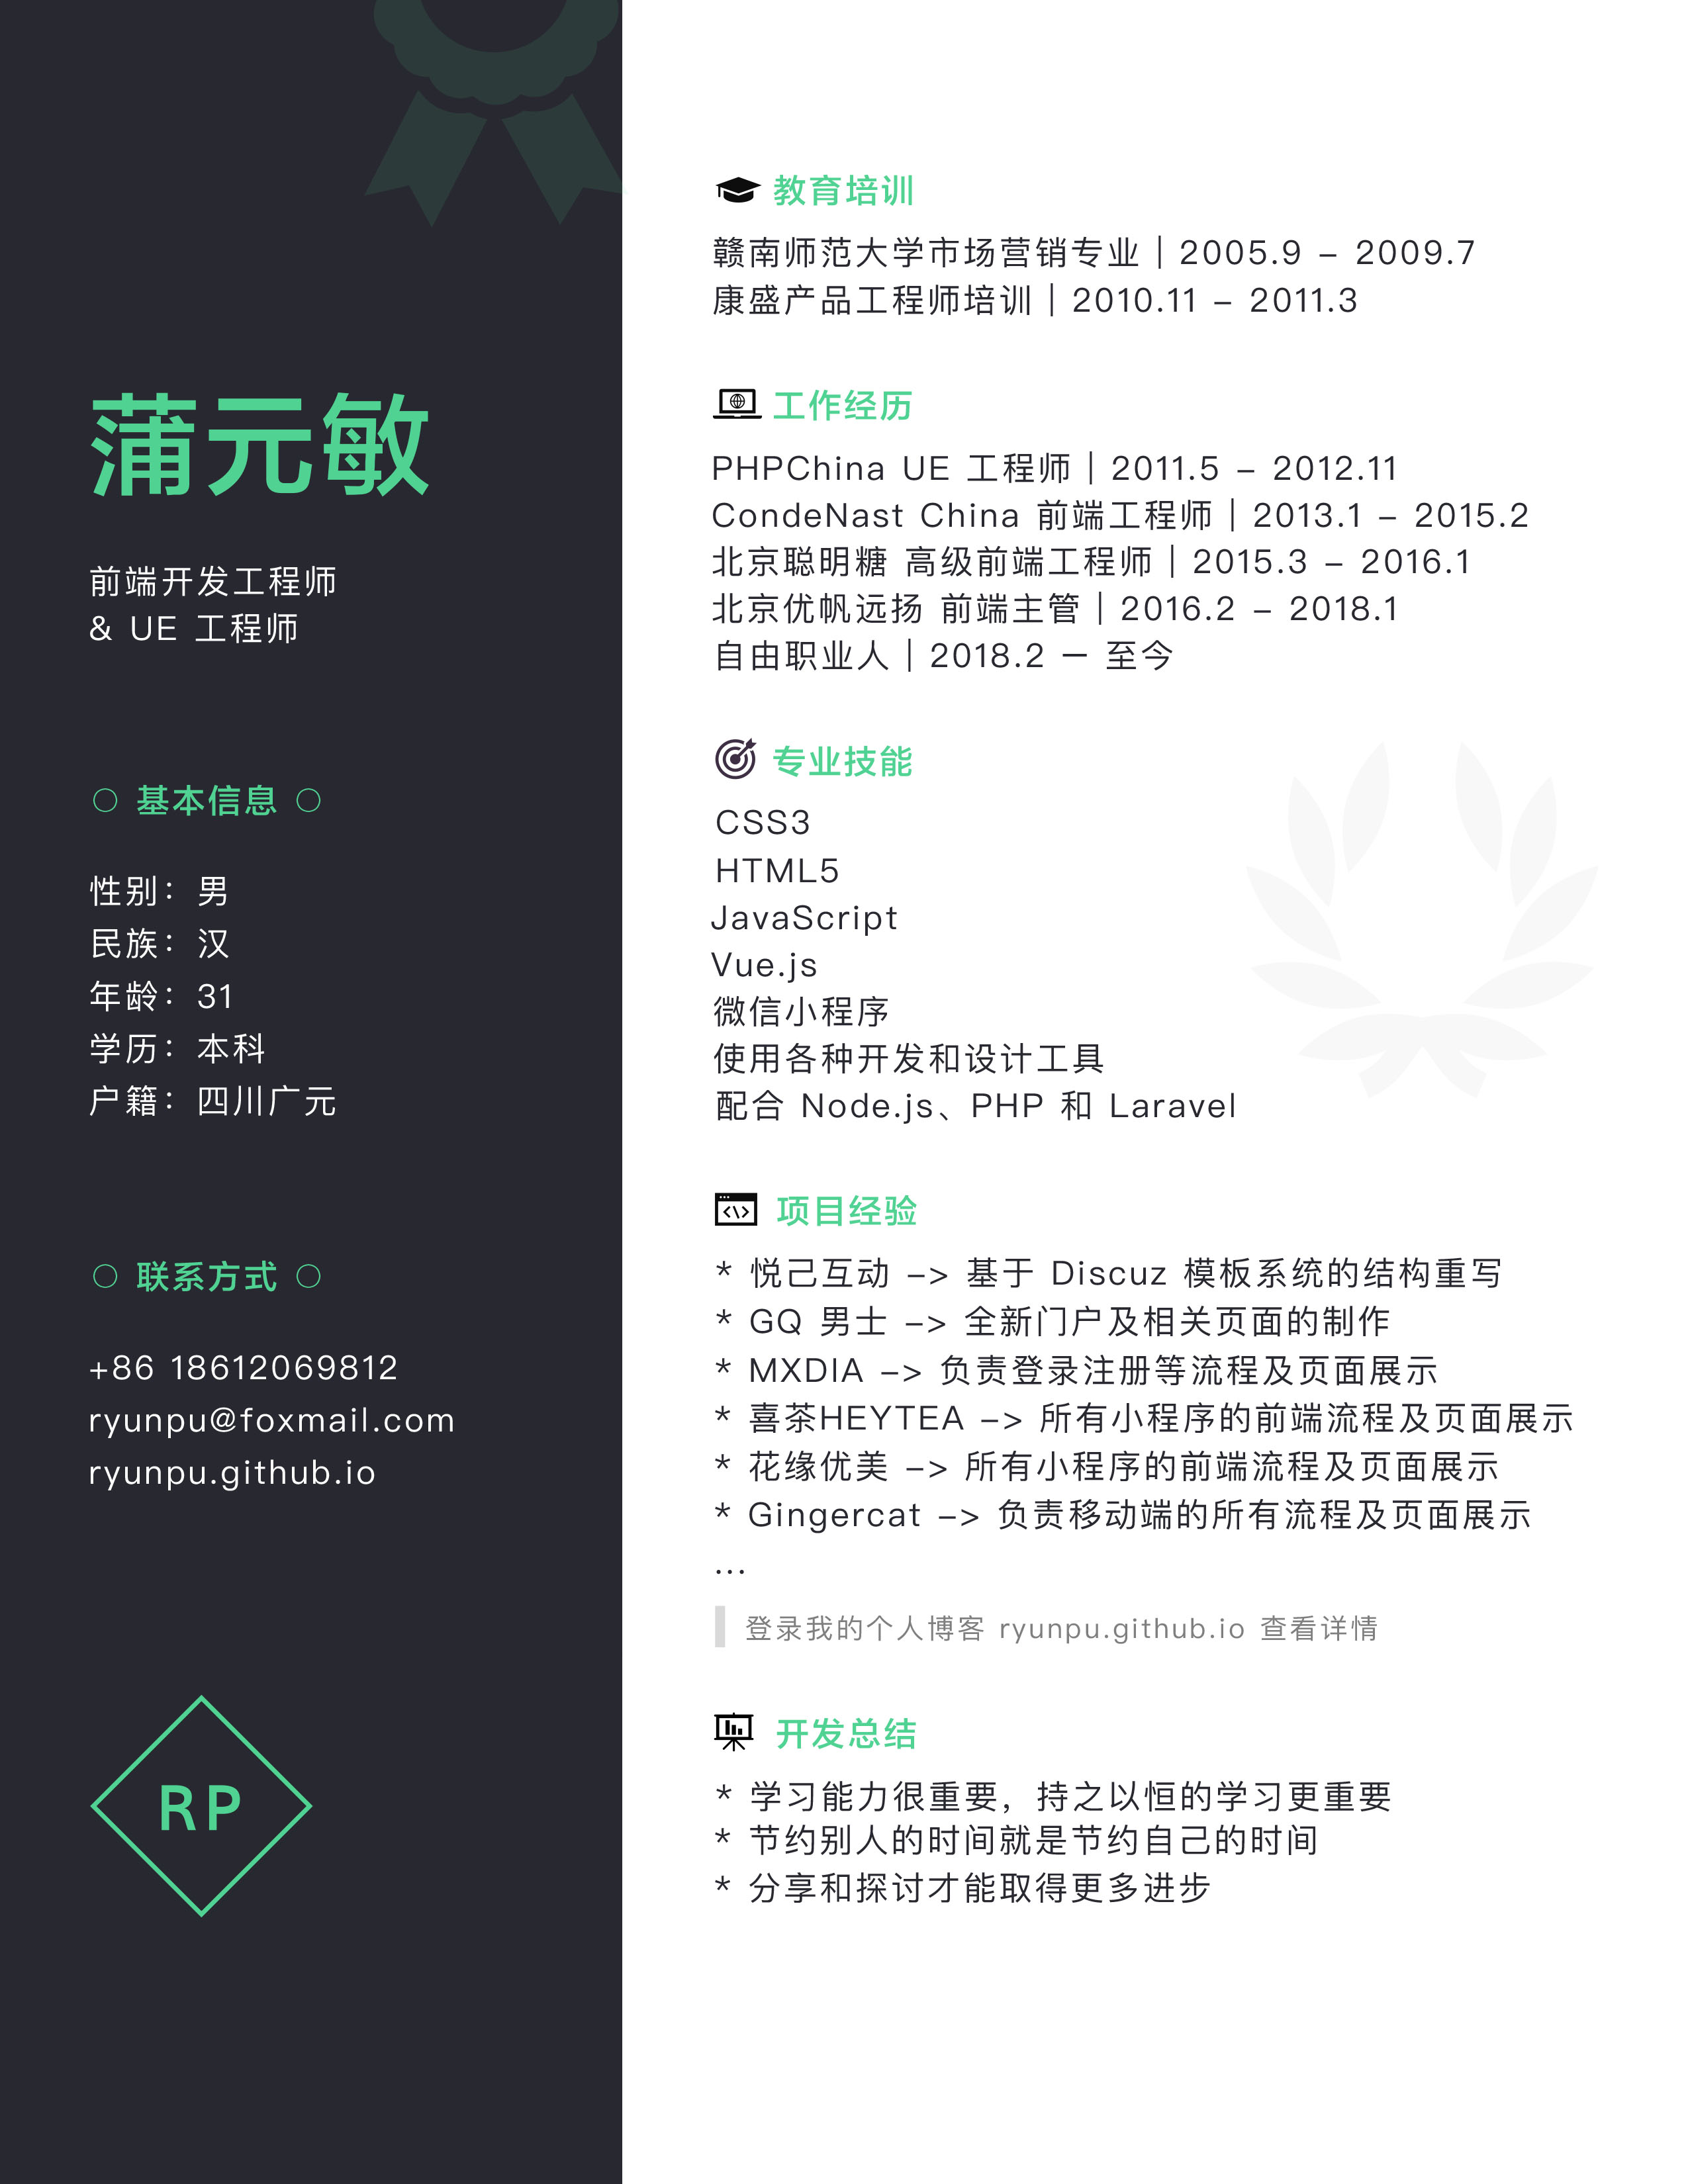 蒲元敏
前端开发工程师
& UE 工程师
○ 基本信息 ○
性别：男
民族：汉
年龄：31
学历：本科
户籍：四川广元
○ 联系方式 ○
+86 18612069812
ryunpu@foxmail.com
ryunpu.github.io
RP
教育培训
赣南师范大学市场营销专业 | 2005.9 – 2009.7
康盛产品工程师培训 | 2010.11 – 2011.3
工作经历
PHPChina UE 工程师 | 2011.5 – 2012.11
CondeNast China 前端工程师 | 2013.1 – 2015.2
北京聪明糖 高级前端工程师 | 2015.3 – 2016.1
北京优帆远扬 前端主管 | 2016.2 – 2018.1
自由职业人 | 2018.2 — 至今
专业技能
CSS3
HTML5
JavaScript
Vue.js
微信小程序
使用各种开发和设计工具
配合 Node.js、PHP 和 Laravel
项目经验
* 悦己互动 –> 基于 Discuz 模板系统的结构重写
* GQ 男士 –> 全新门户及相关页面的制作
* MXDIA –> 负责登录注册等流程及页面展示
* 喜茶HEYTEA –> 所有小程序的前端流程及页面展示
* 花缘优美 –> 所有小程序的前端流程及页面展示
* Gingercat –> 负责移动端的所有流程及页面展示
...
登录我的个人博客 ryunpu.github.io 查看详情
开发总结
* 学习能力很重要，持之以恒的学习更重要
* 节约别人的时间就是节约自己的时间
* 分享和探讨才能取得更多进步